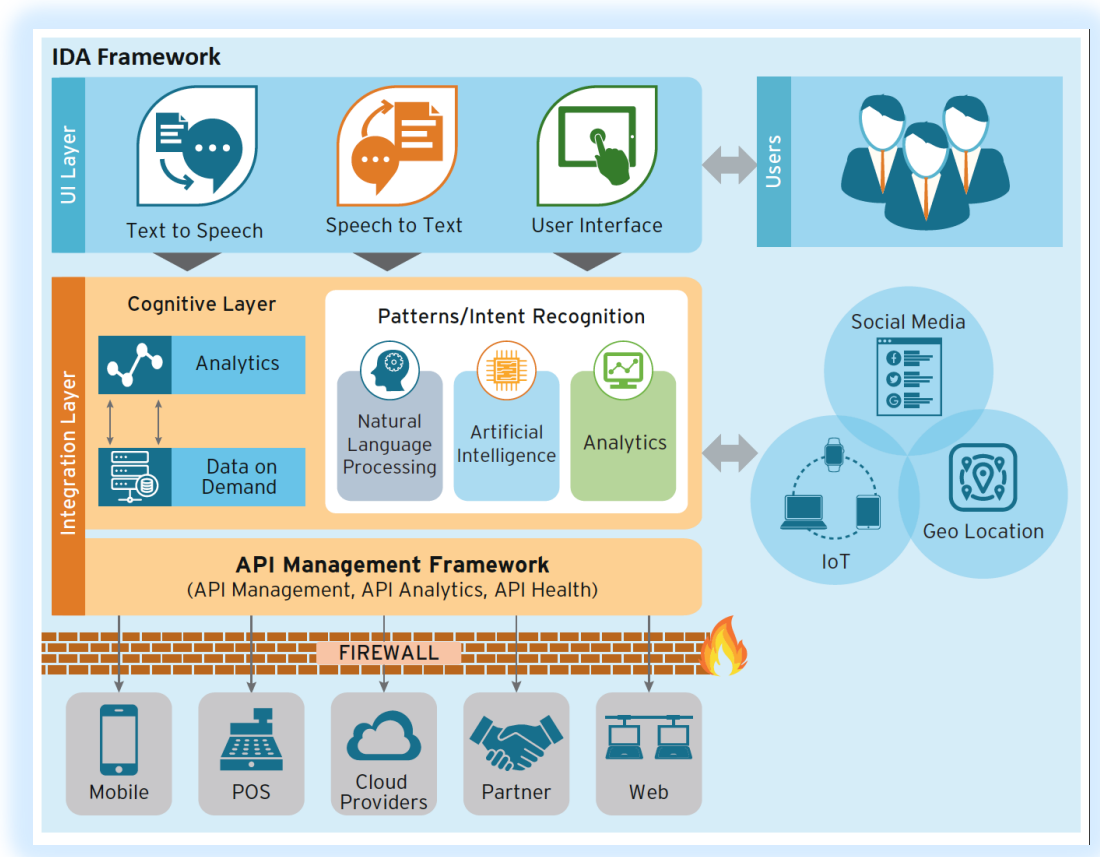 IDA Framework
UI Layer
Text to Speech
Speech to Text
User Interface
Users
Integration Layer
Cognitive Layer
Analytics
Data on
Demand
Patterns/Intent Recognition
Natural
Language
Processing
Artificial
Intelligence
Analytics
Social Media
IoT
Geo Location
API Management Framework
(API Management, API Analytics, API Health)
FIREWALL
Mobile
POS
Cloud
Providers
Partner
Web